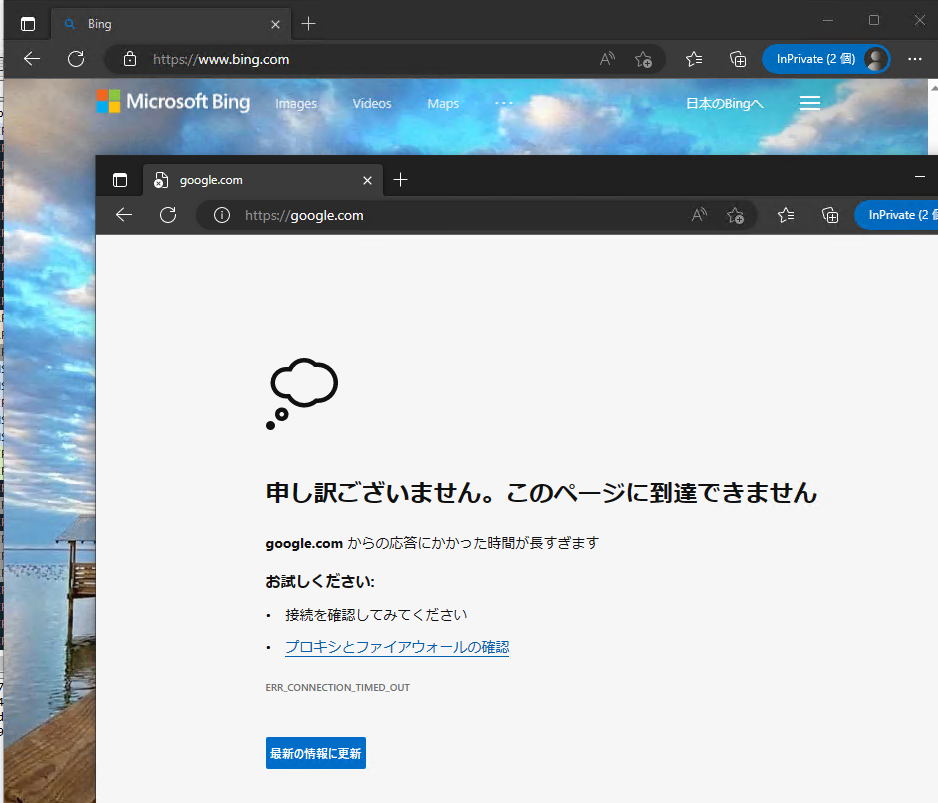 Bing
https://www.bing.com
InPrivate (2 個)
Microsoft Bing
Images
Videos
Maps
日本のBingへ
google.com
https://google.com
InPrivate (2
申し訳ございません。このページに到達できません
google.com からの応答にかかった時間が長すぎます
お試しください:
• 接続を確認してみてください
• プロキシとファイアウォールの確認
ERR_CONNECTION_TIMED_OUT
最新の情報に更新